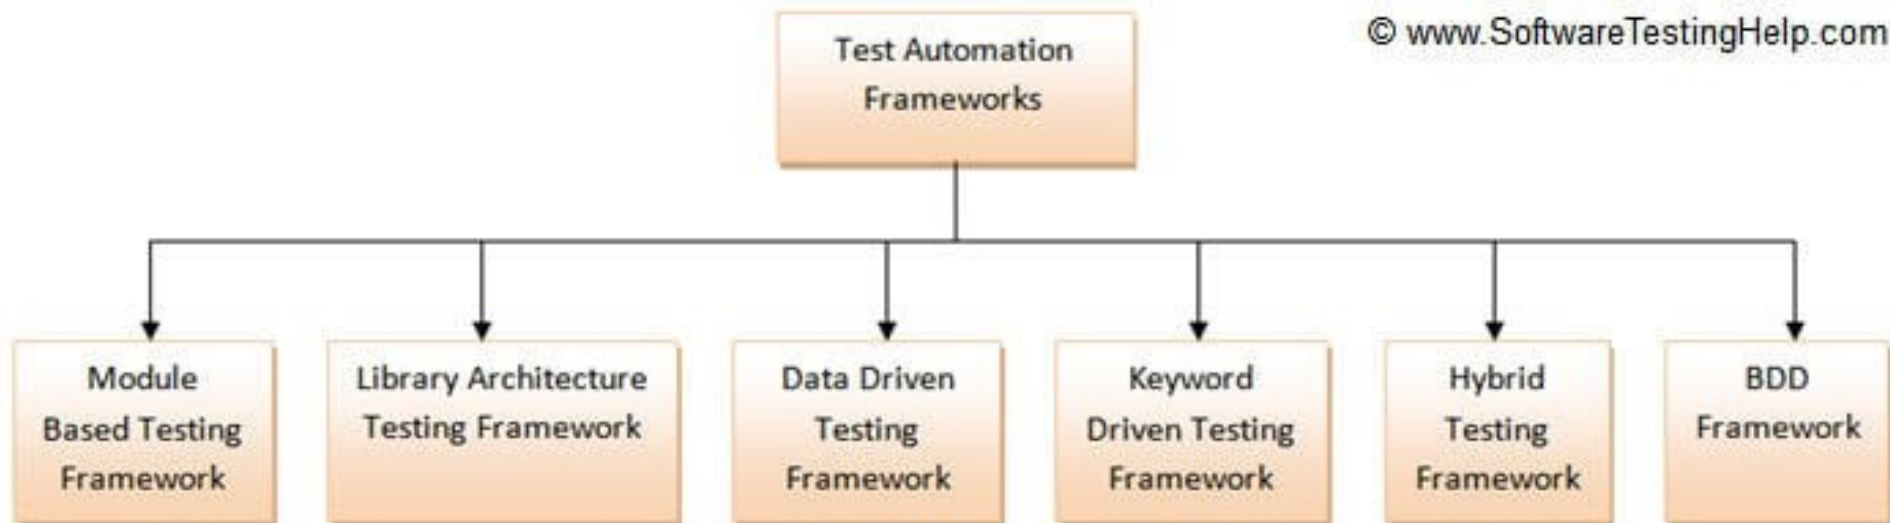 © www.SoftwareTestingHelp.com
Test Automation
Frameworks
Module
Based Testing
Framework
Library Architecture
Testing Framework
Data Driven
Testing
Framework
Keyword
Driven Testing
Framework
Hybrid
Testing
Framework
BDD
Framework